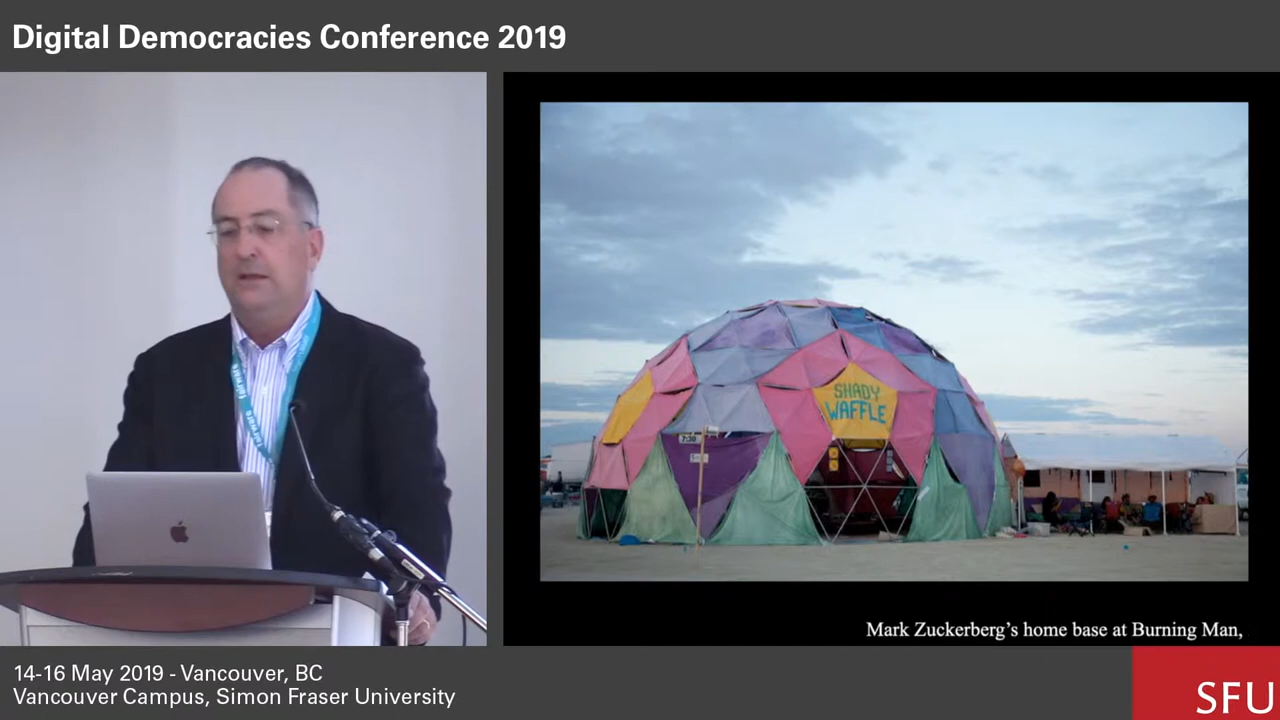 Digital Democracies Conference 2019
SHADY
WAFFLE
7:30
Mark Zuckerberg's home base at Burning Man,
14-16 May 2019 - Vancouver, BC
Vancouver Campus, Simon Fraser University
SFU